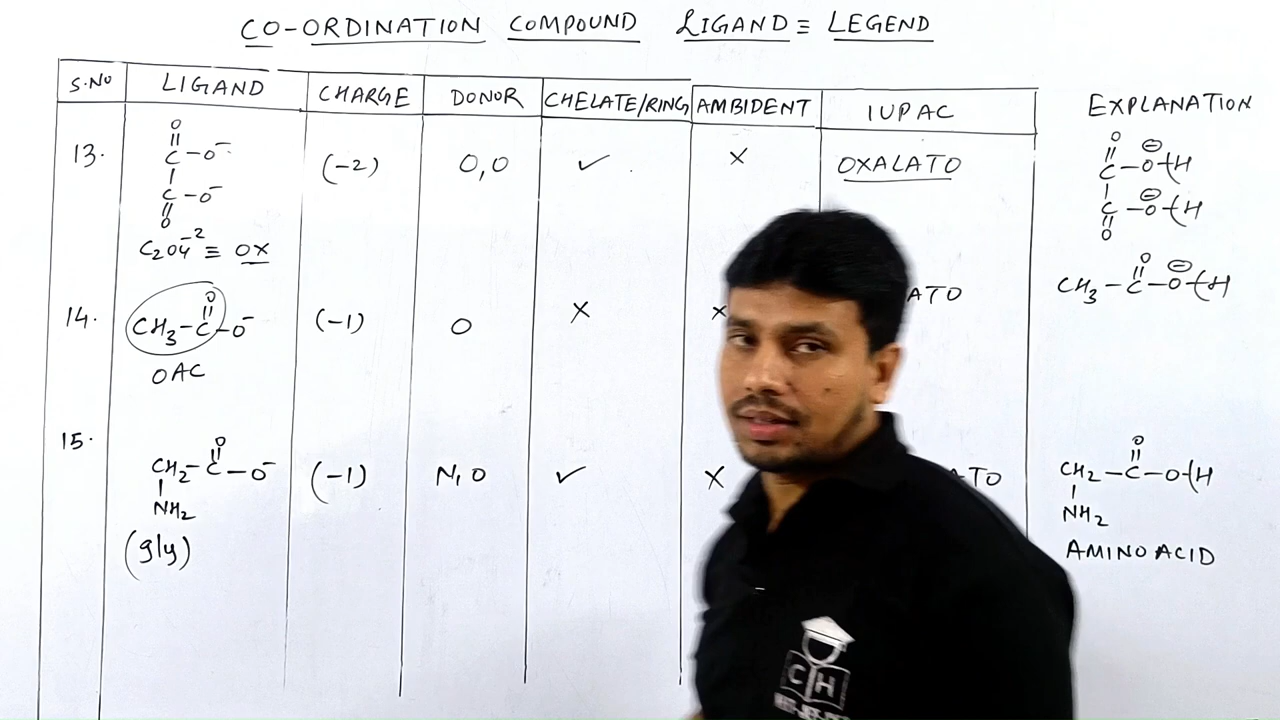 CO-ORDINATION COMPOUND LIGAND ≡ LEGEND
S.NO LIGAND CHARGE DONOR CHELATE/RING AMBIDENT IUPAC EXPLANATION
13.
O
||
C-O⁻
|
C-O⁻
||
O
C₂O₄⁻² ≡ OX
(-2) O,O ✓ × OXALATO
O
||
C-O⊖(H
|
C-O⊖(H
||
O
14.
O
||
CH₃-C-O⁻
OAC
(-1) O × × ATO
O
||
CH₃-C-O⊖(H
15.
O
||
CH₂-C-O⁻
|
NH₂
(gly)
(-1) N,O ✓ × ATO
O
||
CH₂-C-O(H
|
NH₂
AMINO ACID
C H